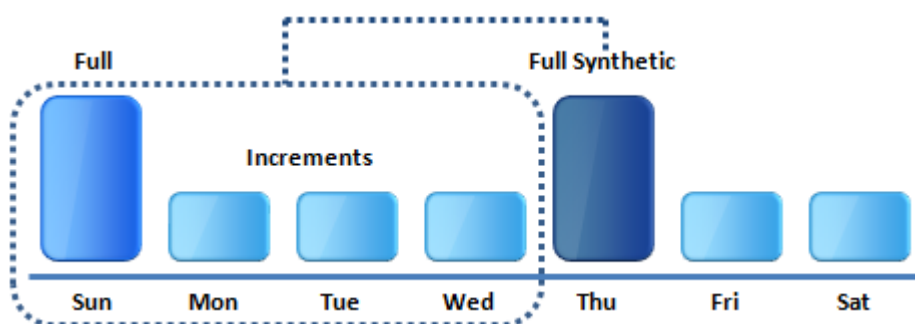 Full Full Synthetic
Increments
Sun Mon Tue Wed Thu Fri Sat